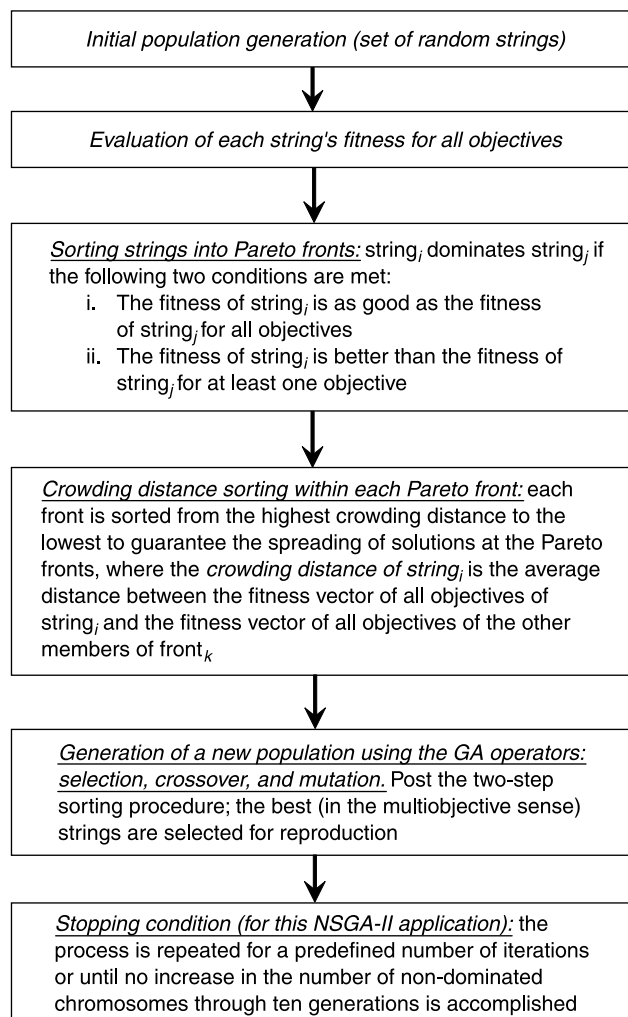 Initial population generation (set of random strings)
Evaluation of each string's fitness for all objectives
Sorting strings into Pareto fronts: stringi dominates stringj if
the following two conditions are met:
i. The fitness of stringi is as good as the fitness
of stringj for all objectives
ii. The fitness of stringi is better than the fitness of
stringj for at least one objective
Crowding distance sorting within each Pareto front: each
front is sorted from the highest crowding distance to the
lowest to guarantee the spreading of solutions at the Pareto
fronts, where the crowding distance of stringi is the average
distance between the fitness vector of all objectives of
stringi and the fitness vector of all objectives of the other
members of frontk
Generation of a new population using the GA operators:
selection, crossover, and mutation. Post the two-step
sorting procedure; the best (in the multiobjective sense)
strings are selected for reproduction
Stopping condition (for this NSGA-II application): the
process is repeated for a predefined number of iterations
or until no increase in the number of non-dominated
chromosomes through ten generations is accomplished